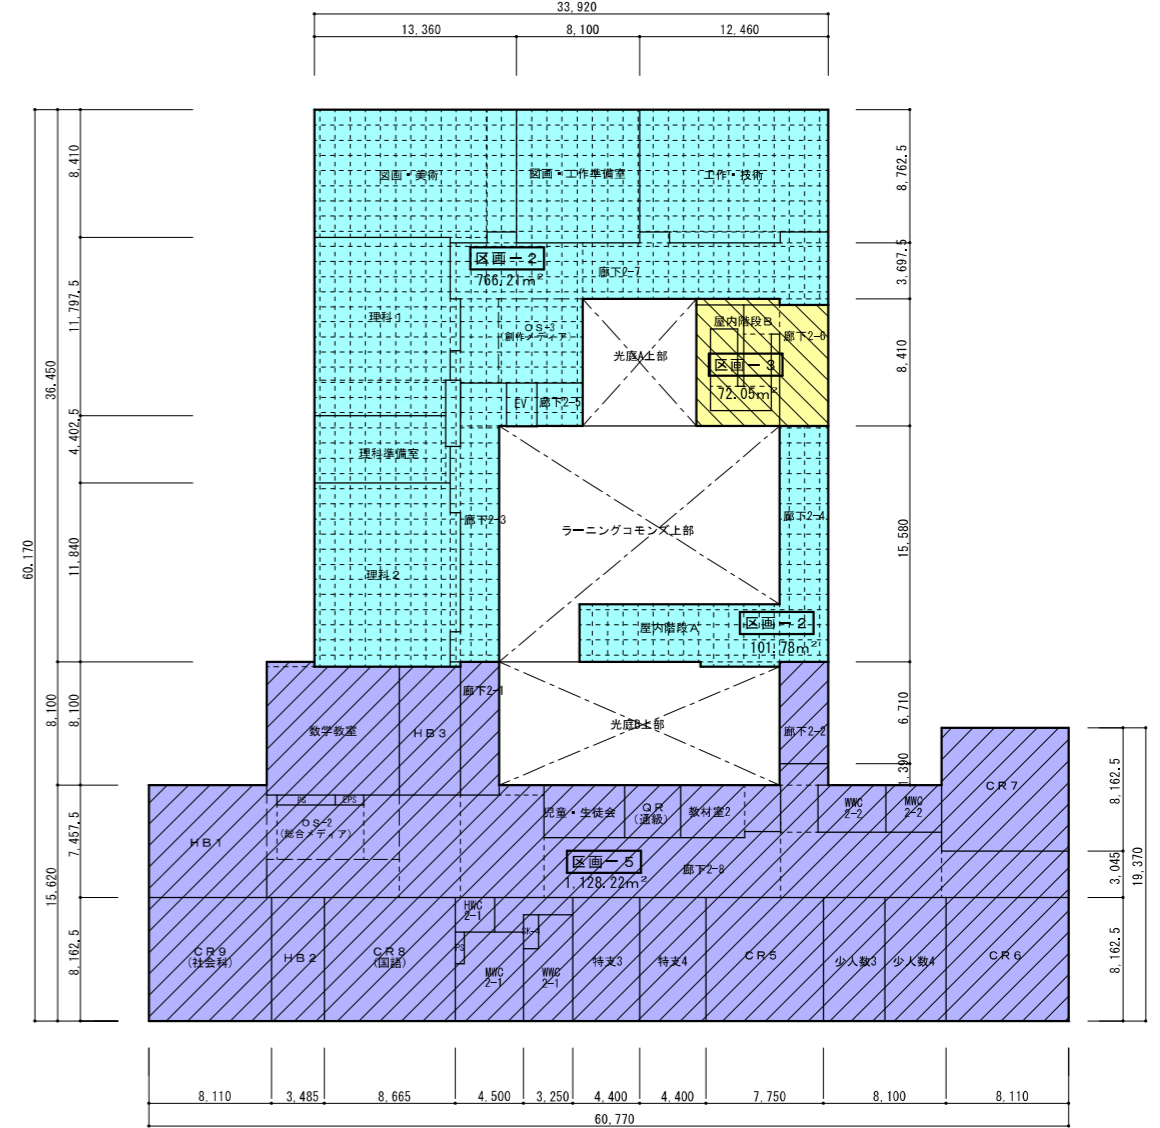 33,920
13,360
8,100
12,460
8,410
11,797.5
4,402.5
11,840
36,450
60,170
8,100
8,100
7,457.5
15,620
8,162.5
8,762.5
3,697.5
8,410
15,580
6,710
1,390
8,162.5
3,045
19,370
8,162.5
図画・美術
図画・工作準備室
工作・技術
区画－2
766.21m²
廊下2-7
理科1
OS-3
(創作メディア)
光庭A上部
屋内階段B
廊下2-6
区画－3
72.05m²
EV
廊下2-5
理科準備室
廊下2-3
ラーニングコモンズ上部
廊下2-4
理科2
屋内階段A
区画－2
101.78m²
廊下2-1
数学教室
HB3
光庭B上部
廊下2-2
CR7
PS
EPS
OS-2
(総合メディア)
HB1
児童・生徒会
QR
(通級)
教材室2
WWC
2-2
MWC
2-2
区画－5
1,128.22m²
廊下2-8
CR9
(社会科)
HB2
CR8
(国語)
HWC
2-1
PS
MWC
2-1
SK-4
WWC
2-1
特支3
特支4
CR5
少人数3
少人数4
CR6
8,110
3,485
8,665
4,500
3,250
4,400
4,400
7,750
8,100
8,110
60,770